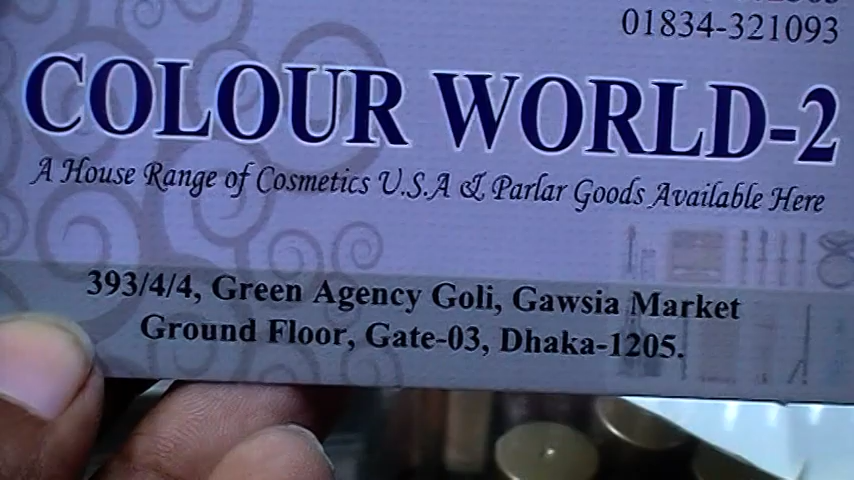 01834-321093
COLOUR WORLD-2
A House Range of Cosmetics U.S.A & Parlar Goods Available Here
393/4/4, Green Agency Goli, Gawsia Market
Ground Floor, Gate-03, Dhaka-1205.